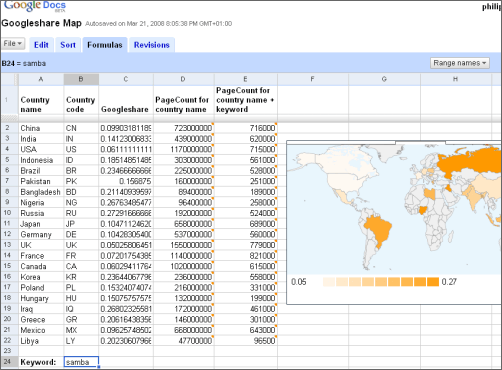 Google Docs
BETA
philip
Googleshare Map Autosaved on Mar 21, 2008 8:05:38 PM GMT+01:00
File Edit Sort Formulas Revisions
B24 = samba Range names
A B C D E F G H
1 Country name Country code Googleshare PageCount for country name PageCount for country name + keyword
2 China CN 0.09903181189 723000000 716000
3 India IN 0.14123006833 439000000 620000
4 USA US 0.06111111111 1170000000 715000
5 Indonesia ID 0.18514851485 303000000 561000
6 Brazil BR 0.23466666666 225000000 528000
7 Pakistan PK 0.156875 160000000 251000
8 Bangladesh BD 0.21140939597 89400000 189000
9 Nigeria NG 0.26763485477 96400000 258000
10 Russia RU 0.27291666666 192000000 524000
11 Japan JP 0.10471124620 658000000 689000
12 Germany DE 0.10428305400 537000000 560000
13 UK UK 0.05025806451 1550000000 779000
14 France FR 0.07201754385 1140000000 821000
15 Canada CA 0.06029411764 1020000000 615000
16 Korea KR 0.23644067796 236000000 558000
17 Poland PL 0.15324074074 216000000 331000
18 Hungary HU 0.15075757575 132000000 199000
19 Iraq IQ 0.26802325581 172000000 461000
20 Greece GR 0.20616438356 146000000 301000
21 Mexico MX 0.09625748502 668000000 643000
22 Libya LY 0.20230607966 47700000 96500
23
24 Keyword: samba
0.05 0.27